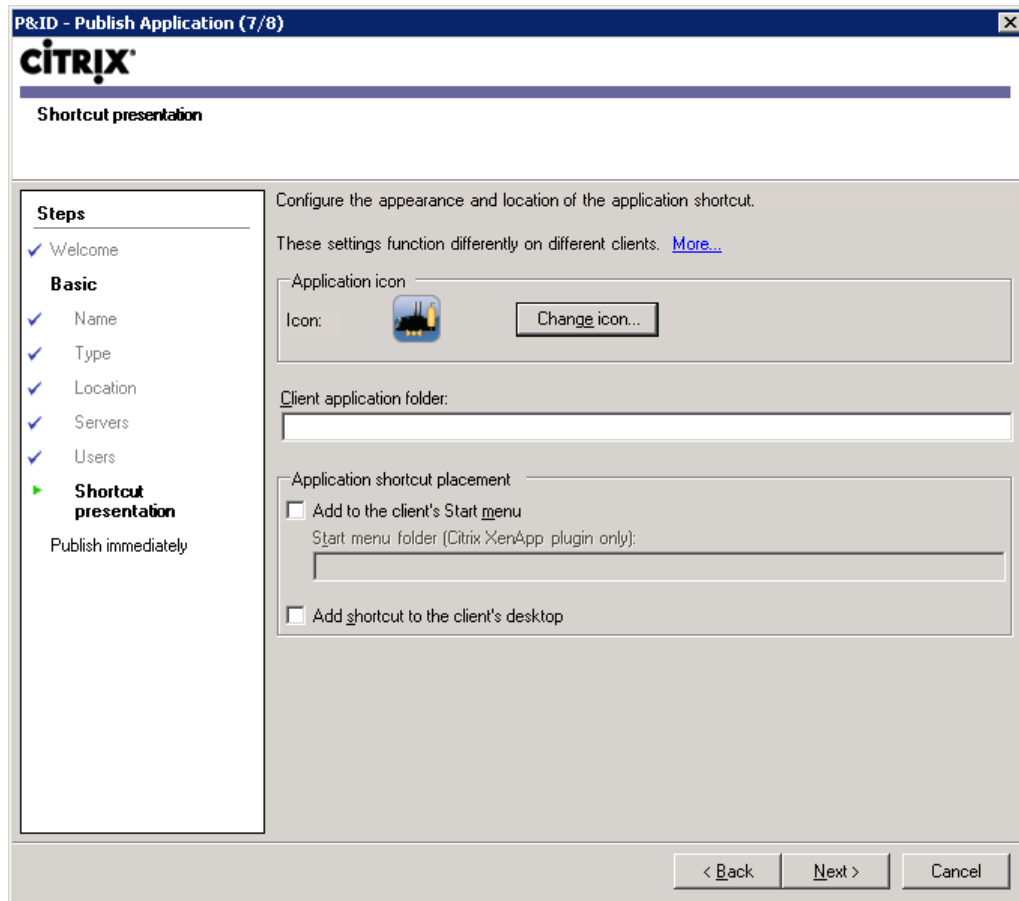 P&ID - Publish Application (7/8)
CİTRIX
Shortcut presentation
Steps
Welcome
Basic
Name
Type
Location
Servers
Users
Shortcut
presentation
Publish immediately
Configure the appearance and location of the application shortcut.
These settings function differently on different clients. More...
Application icon
Icon:
Change icon...
Client application folder:
Application shortcut placement
Add to the client's Start menu
Start menu folder (Citrix XenApp plugin only):
Add shortcut to the client's desktop
< Back
Next >
Cancel